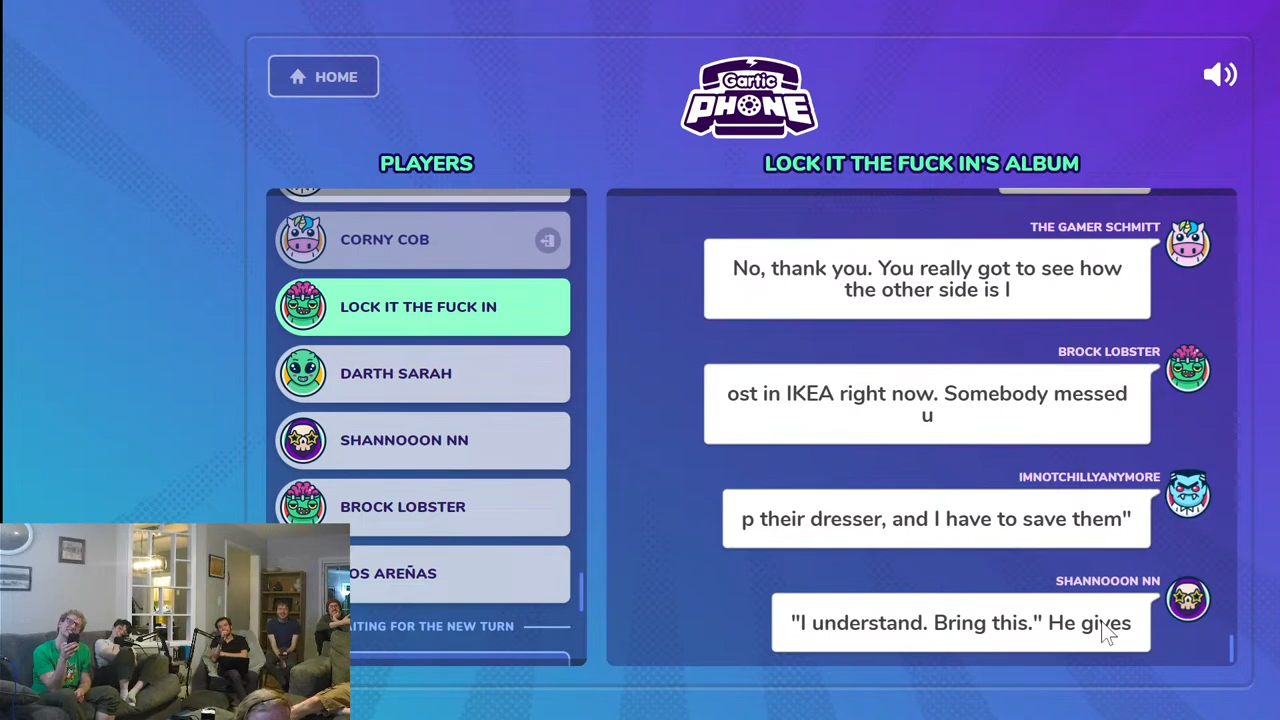 HOME
Gartic
PHONE
PLAYERS
CORNY COB
LOCK IT THE FUCK IN
DARTH SARAH
SHANNOOON NN
BROCK LOBSTER
OS AREÑAS
AITING FOR THE NEW TURN
LOCK IT THE FUCK IN'S ALBUM
THE GAMER SCHMITT
No, thank you. You really got to see how
the other side is I
BROCK LOBSTER
ost in IKEA right now. Somebody messed
u
IMNOTCHILLYANYMORE
p their dresser, and I have to save them"
SHANNOOON NN
"I understand. Bring this." He gives